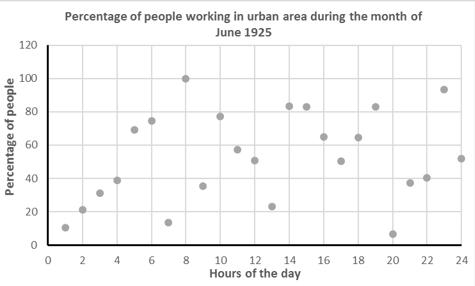 Percentage of people working in urban area during the month of
June 1925
120
100
80
60
40
20
0
Percentage of people
0 2 4 6 8 10 12 14 16 18 20 22 24
Hours of the day